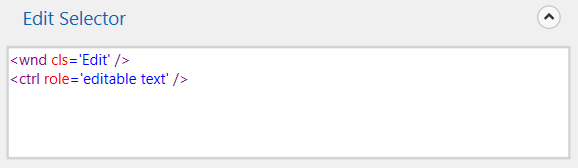 Edit Selector
<wnd cls='Edit' />
<ctrl role='editable text' />